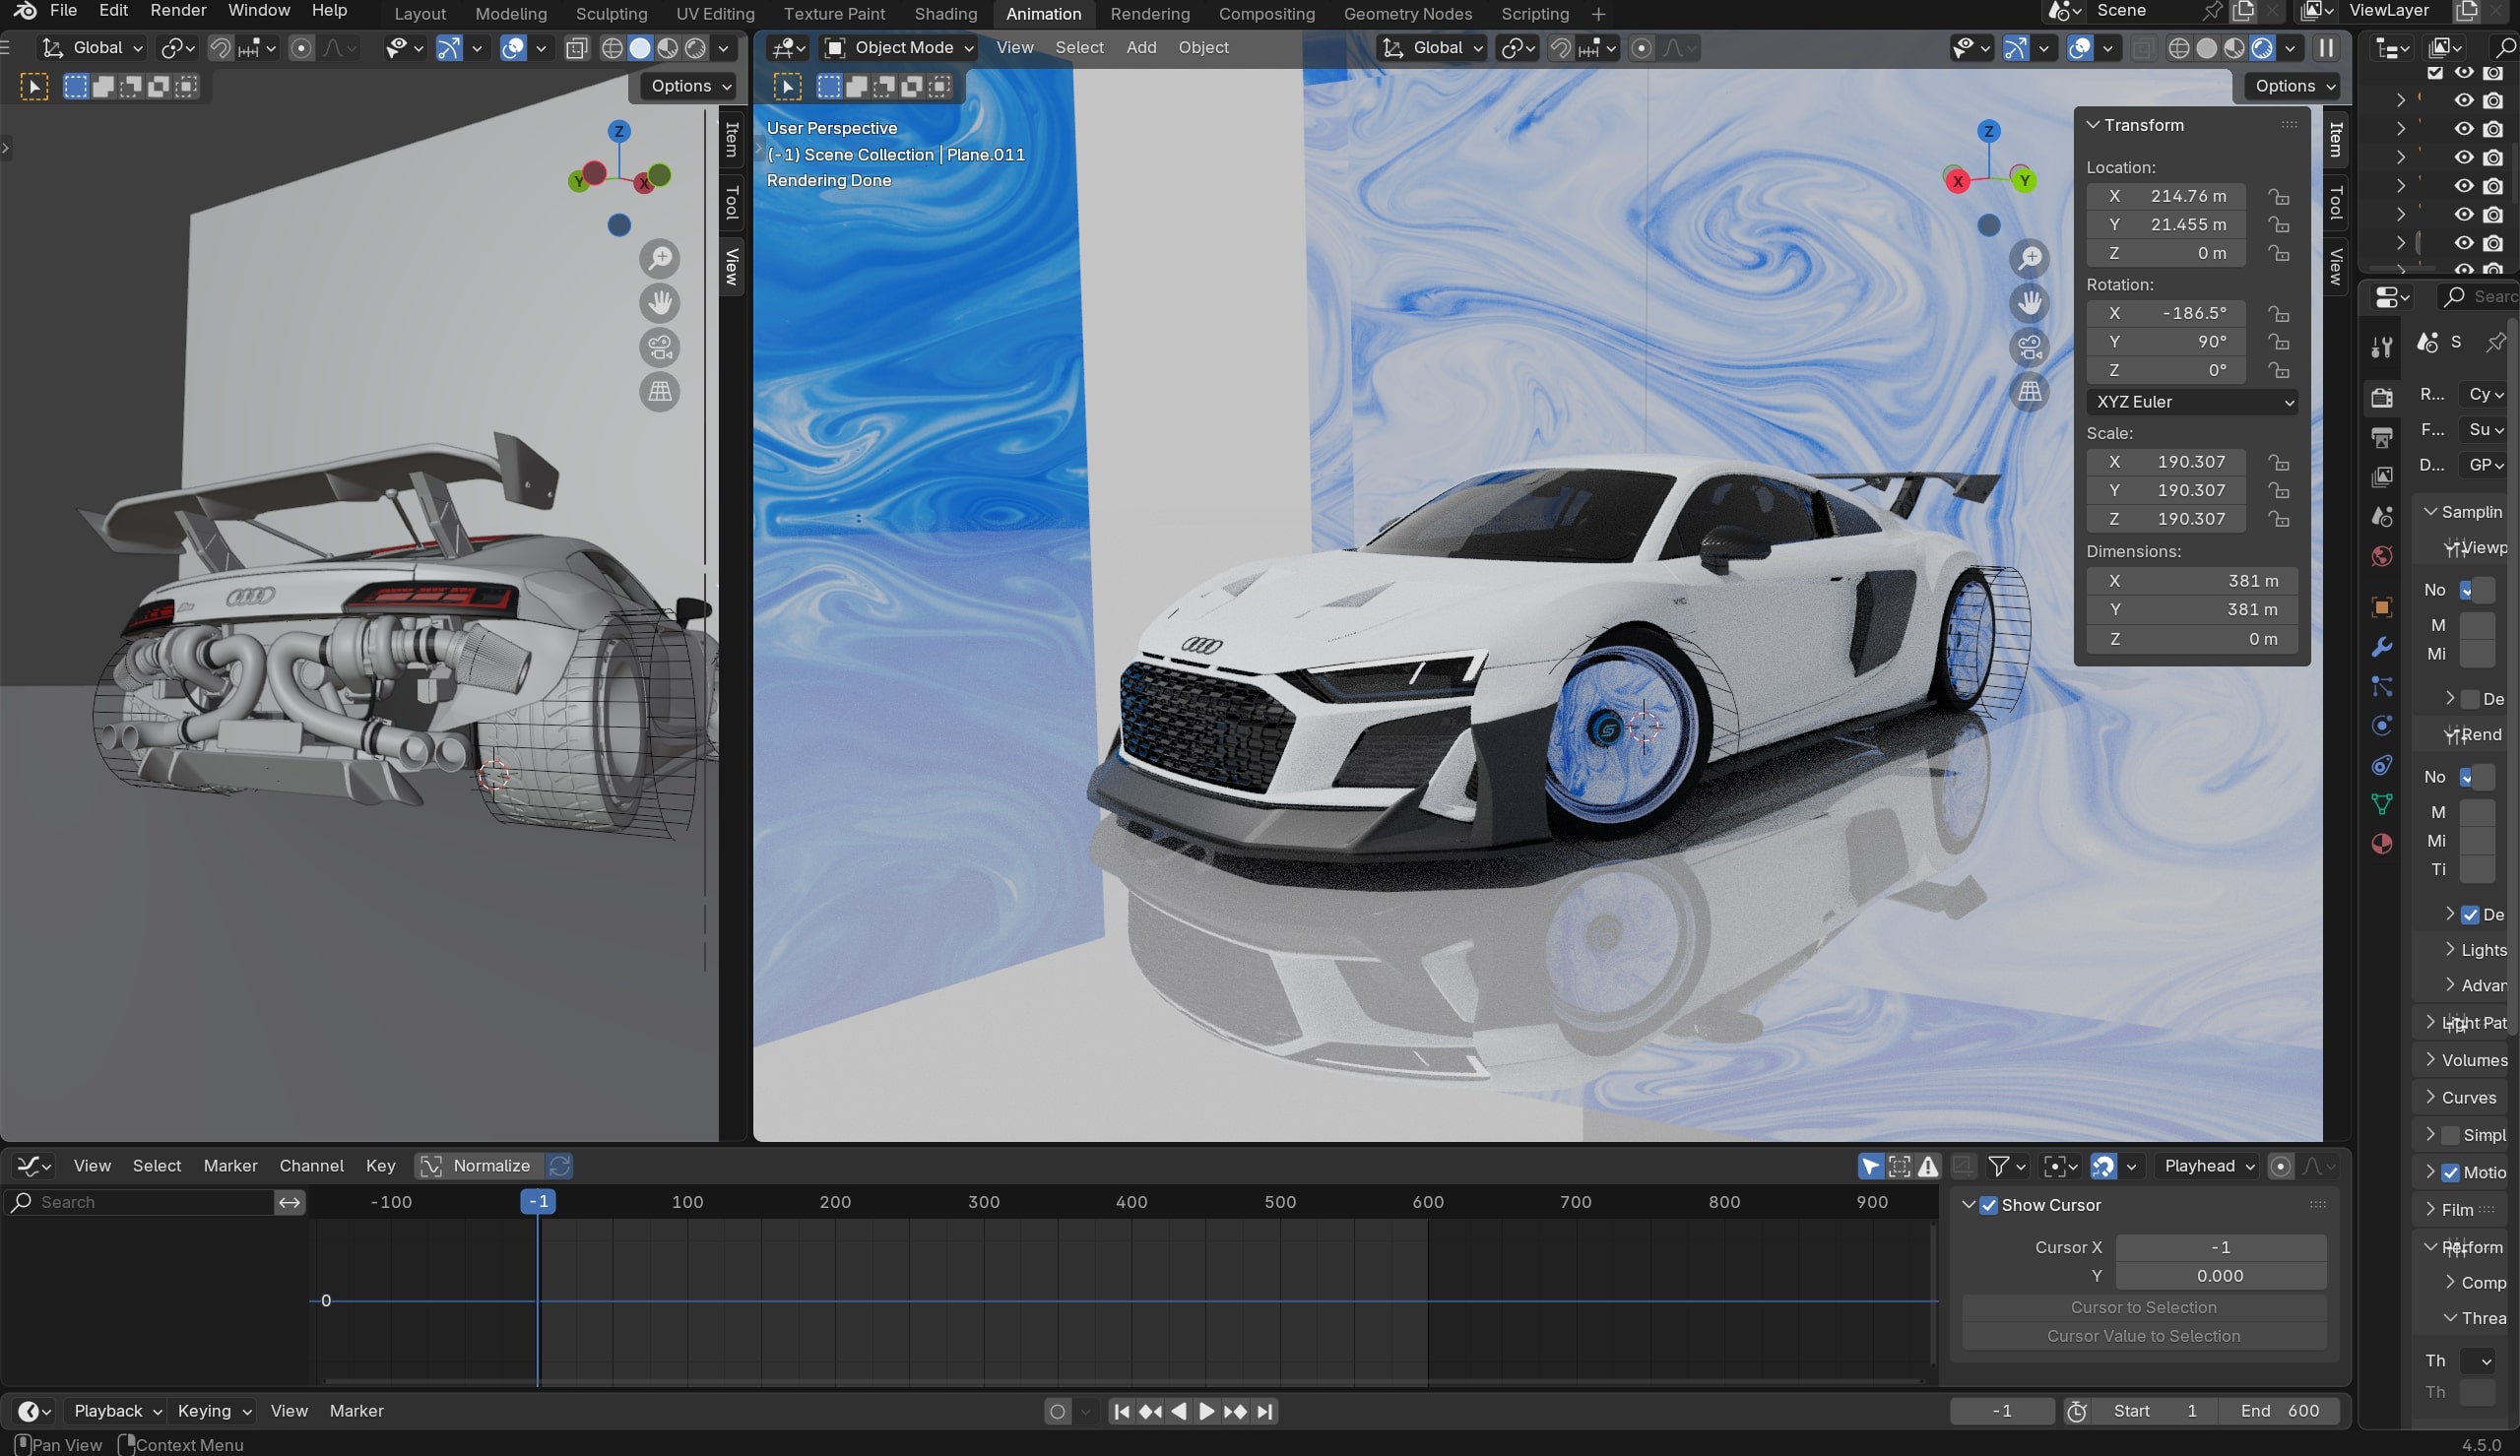 File Edit Render Window Help
Layout Modeling Sculpting UV Editing Texture Paint Shading Animation Rendering Compositing Geometry Nodes Scripting +
Scene
ViewLayer
Global
Object Mode View Select Add Object
Global
Options
Options
User Perspective
(-1) Scene Collection | Plane.011
Rendering Done
Z
Y
X
Item
Tool
View
Z
X
Y
Item
Tool
View
Transform
Location:
X 214.76 m
Y 21.455 m
Z 0 m
Rotation:
X -186.5°
Y 90°
Z 0°
XYZ Euler
Scale:
X 190.307
Y 190.307
Z 190.307
Dimensions:
X 381 m
Y 381 m
Z 0 m
Searc
S
R... Cy
F... Su
D... GP
Samplin
Viewp
No
M
Mi
De
Rend
No
M
Mi
Ti
De
Lights
Advan
Light Pat
Volumes
Curves
Simpl
Motio
Film
Perform
Comp
Threa
Th
Th
View Select Marker Channel Key Normalize
Playhead
Search
-100 -1 100 200 300 400 500 600 700 800 900
0
Show Cursor
Cursor X -1
Y 0.000
Cursor to Selection
Cursor Value to Selection
Playback Keying View Marker
-1
Start 1
End 600
Pan View Context Menu
4.5.0